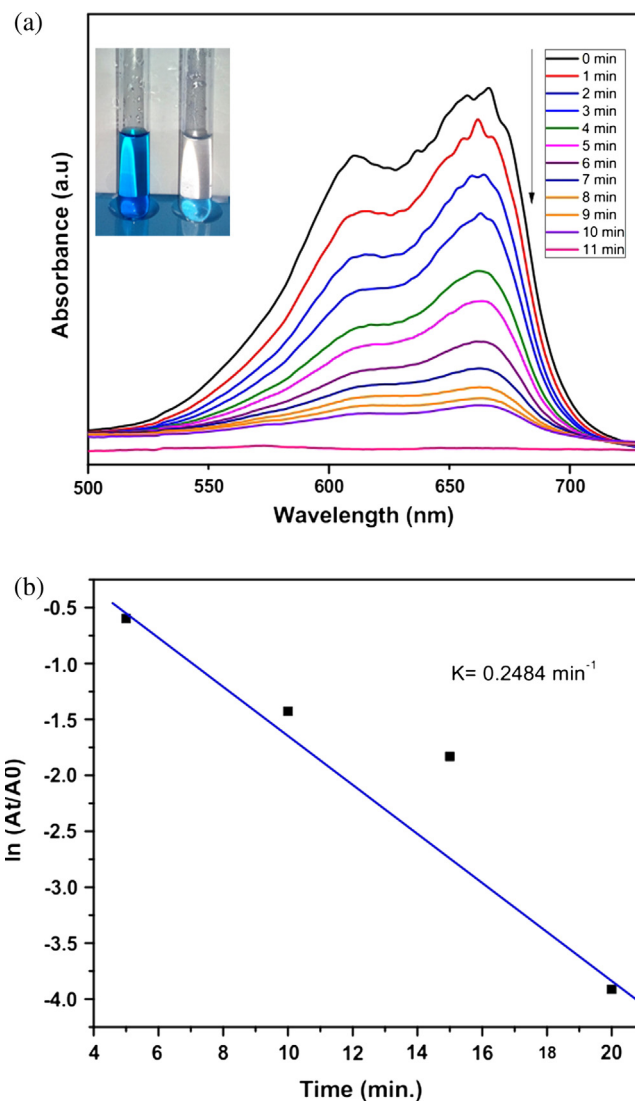 (a)
Absorbance (a.u)
0 min
1 min
2 min
3 min
4 min
5 min
6 min
7 min
8 min
9 min
10 min
11 min
500
550
600
650
700
Wavelength (nm)
(b)
ln (At/A0)
-0.5
-1.0
-1.5
-2.0
-2.5
-3.0
-3.5
-4.0
K= 0.2484 min-1
4
6
8
10
12
14
16
18
20
Time (min.)